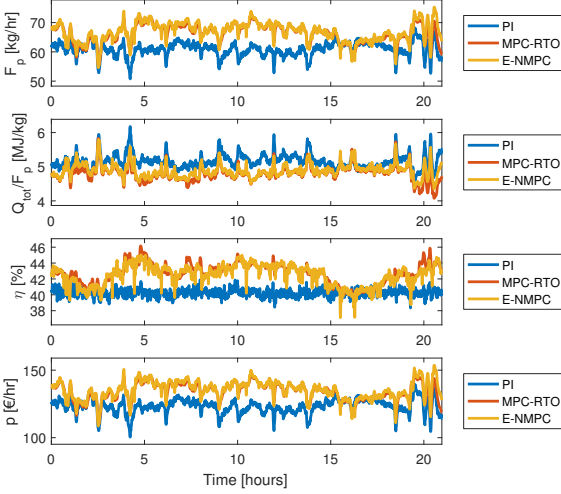 F_p [kg/hr]
70
60
50
0 5 10 15 20
PI
MPC-RTO
E-NMPC
Q_tot/F_p [MJ/kg]
6
5
4
0 5 10 15 20
PI
MPC-RTO
E-NMPC
η [%]
46
44
42
40
38
0 5 10 15 20
PI
MPC-RTO
E-NMPC
p [€/hr]
150
100
0 5 10 15 20
Time [hours]
PI
MPC-RTO
E-NMPC